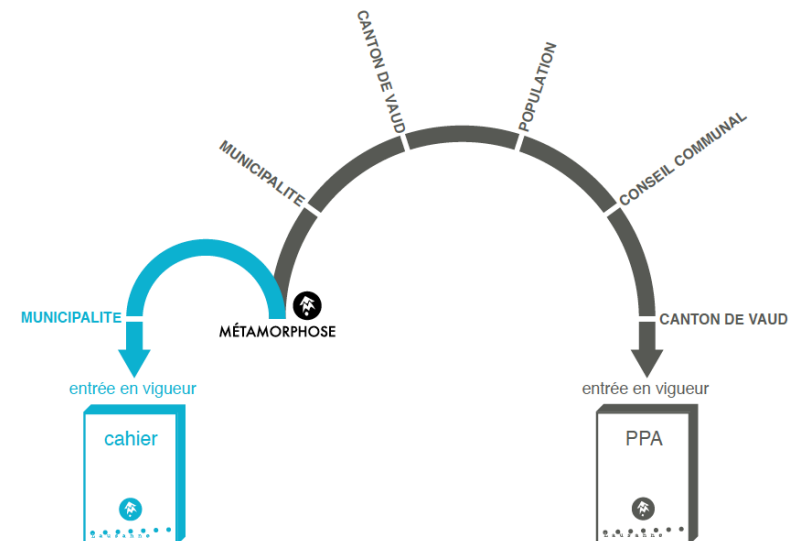 CANTON DE VAUD
POPULATION
MUNICIPALITE
CONSEIL COMMUNAL
MUNICIPALITE
MÉTAMORPHOSE
CANTON DE VAUD
entrée en vigueur
entrée en vigueur
cahier
PPA